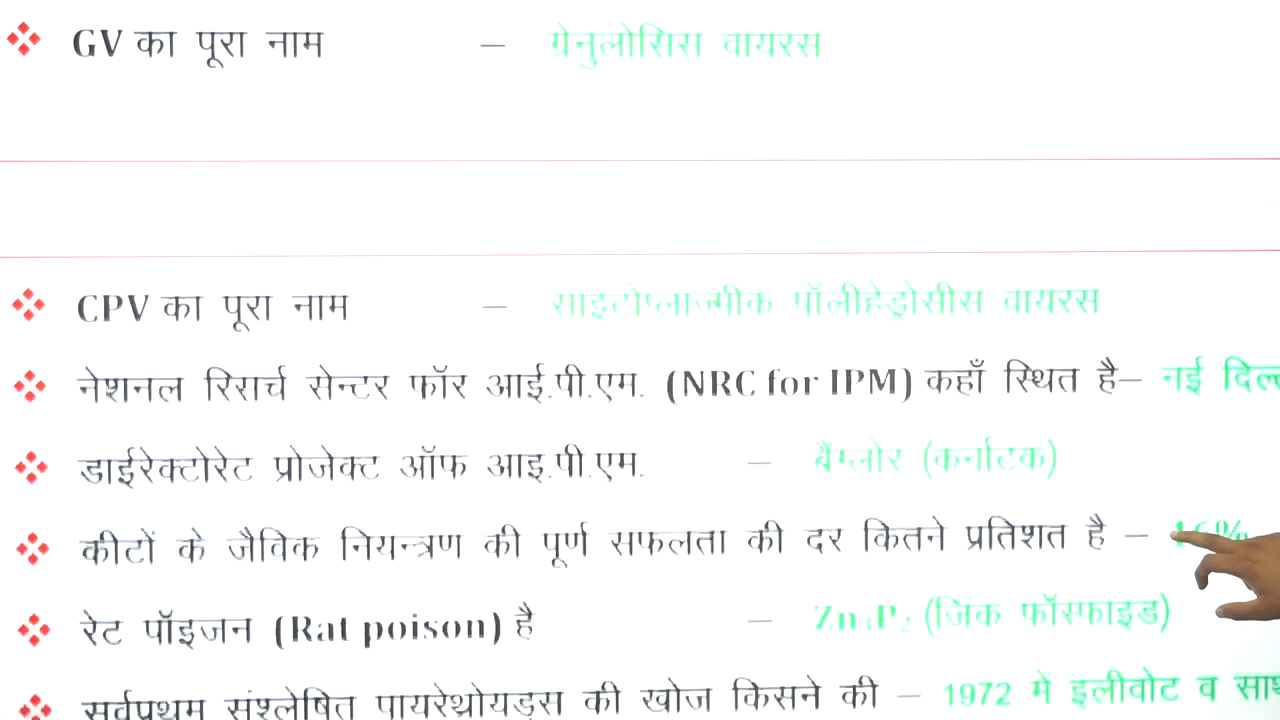 GV का पूरा नाम – ग्रेनुलोसिस वायरस
CPV का पूरा नाम – साइटोप्लाज्मीक पॉलीहेड्रोसीस वायरस
नेशनल रिसार्च सेन्टर फॉर आई.पी.एम. (NRC for IPM) कहाँ स्थित है– नई
डाईरेक्टोरेट प्रोजेक्ट ऑफ आइ.पी.एम. – बैंग्लोर (कर्नाटक)
कीटों के जैविक नियन्त्रण की पूर्ण सफलता की दर कितने प्रतिशत है – 16%
रेट पॉइजन (Rat poison) है – Zn3P2 (जिंक फॉस्फाइड)
सर्वप्रथम संश्लेषित पायरेथ्रोयड्स की खोज किसने की – 1972 में इलीवोट व